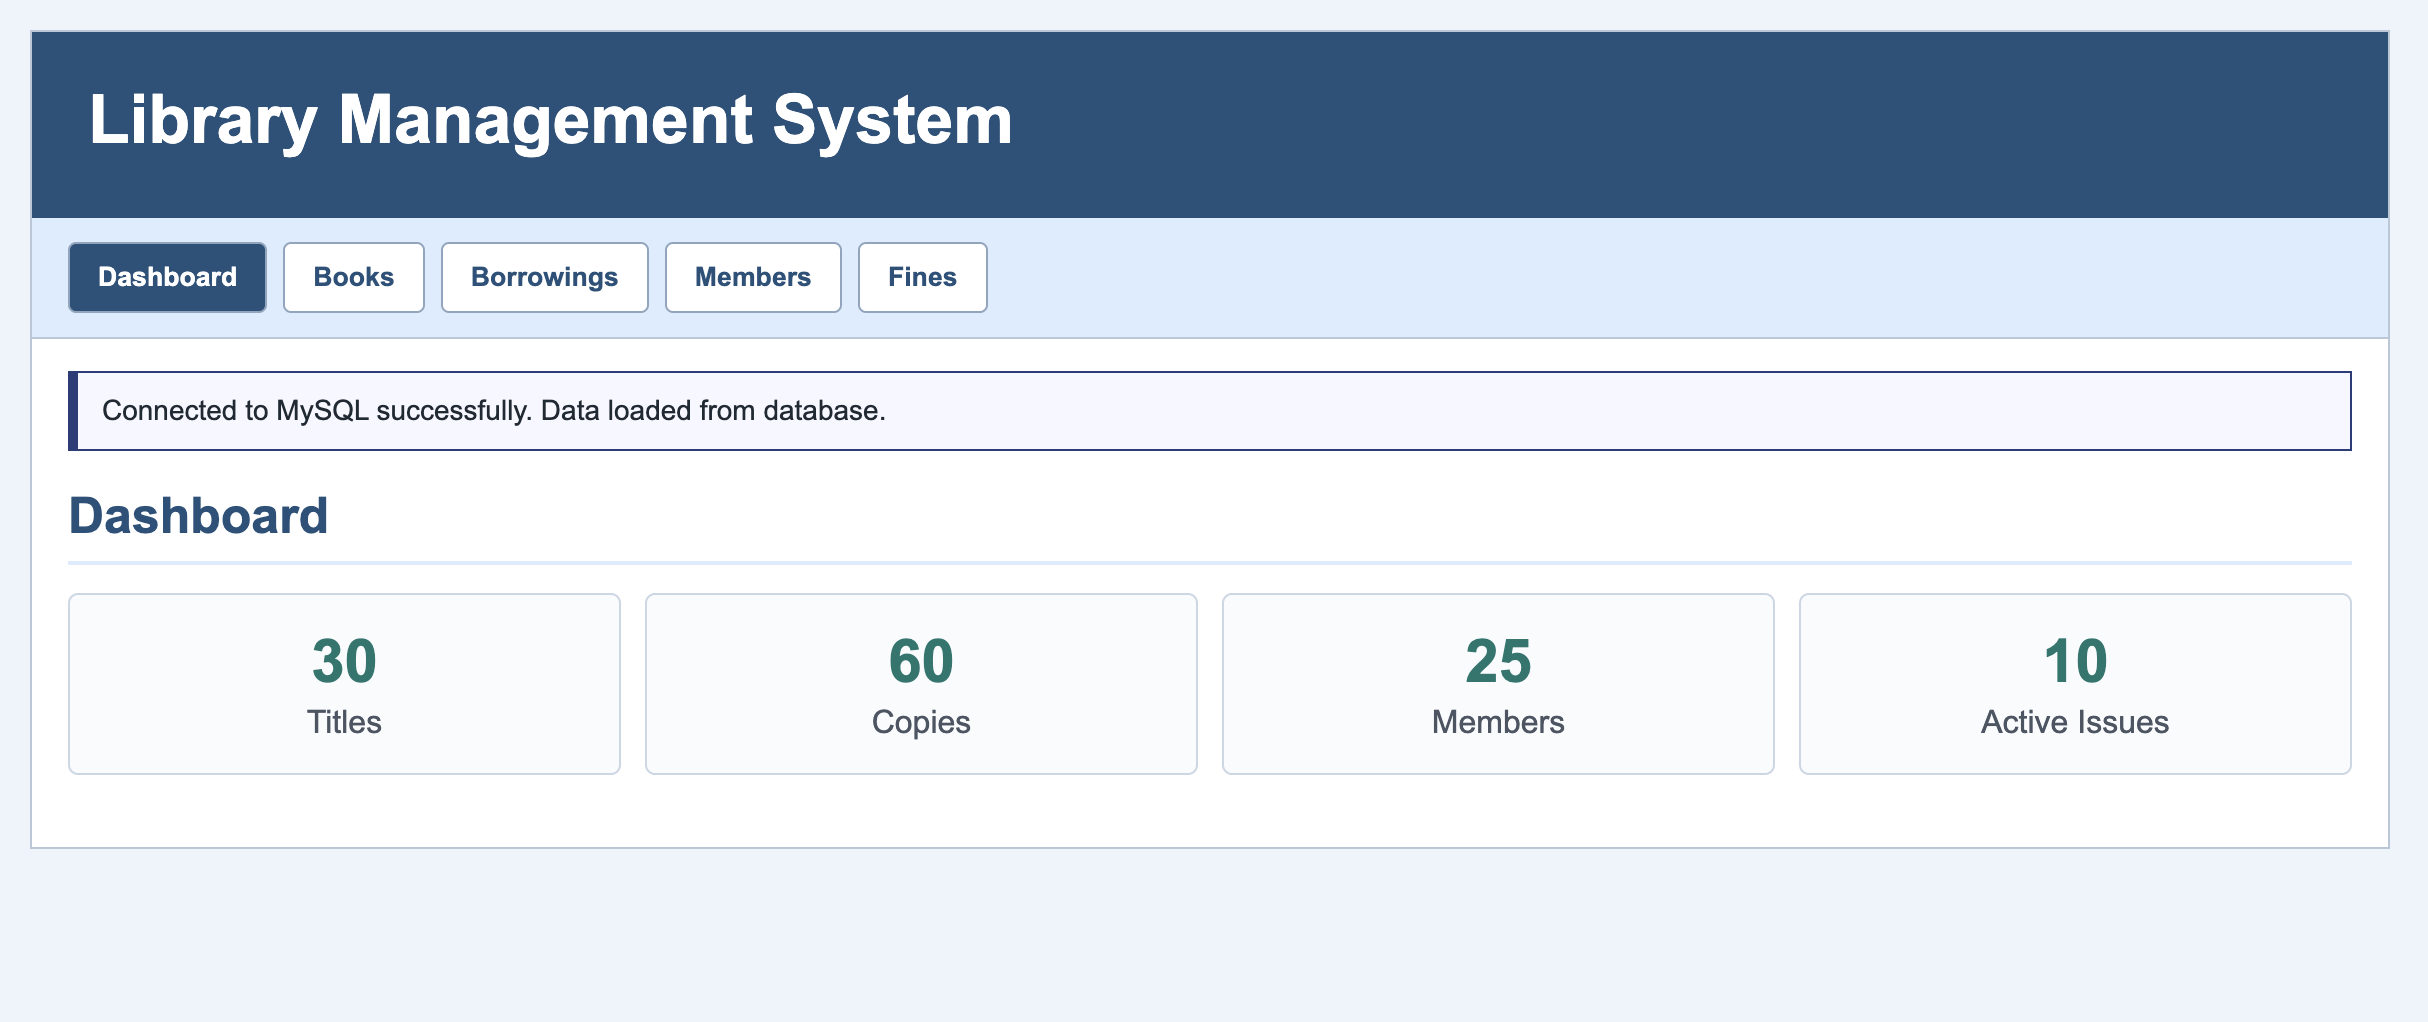 Library Management System
Dashboard Books Borrowings Members Fines
Connected to MySQL successfully. Data loaded from database.
Dashboard
30 60 25 10
Titles Copies Members Active Issues